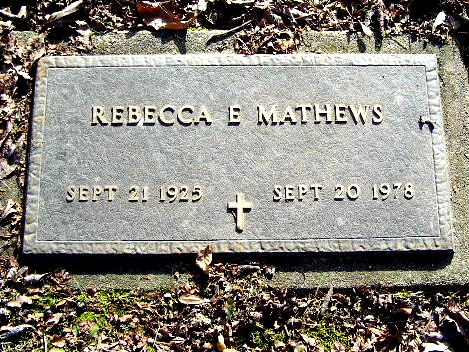 REBECCA E MATHEWS
SEPT 21 1925 SEPT 20 1978